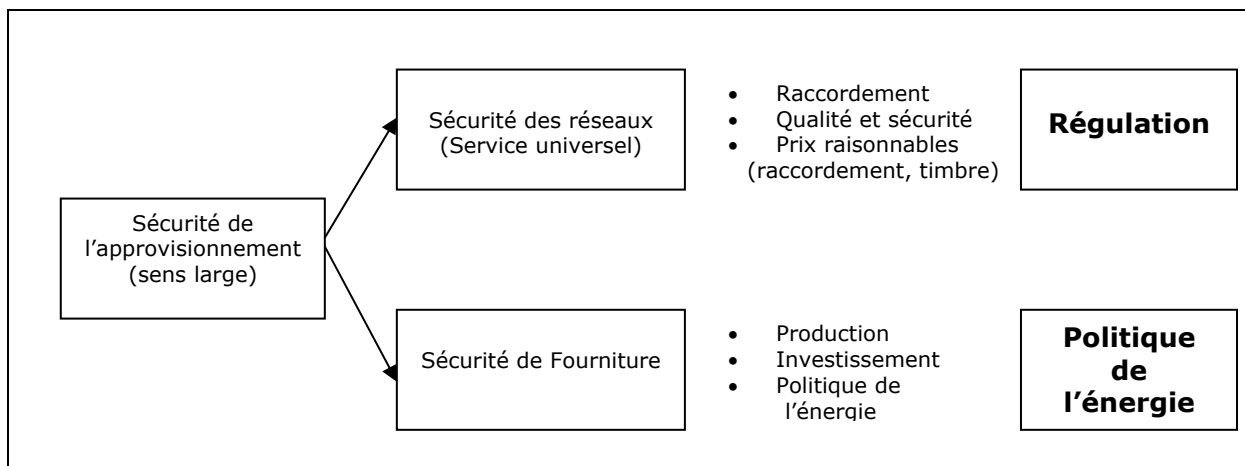 Sécurité de
l'approvisionnement
(sens large)
Sécurité des réseaux
(Service universel)
• Raccordement
• Qualité et sécurité
• Prix raisonnables
(raccordement, timbre)
Régulation
Sécurité de Fourniture
• Production
• Investissement
• Politique de
l'énergie
Politique
de
l'énergie